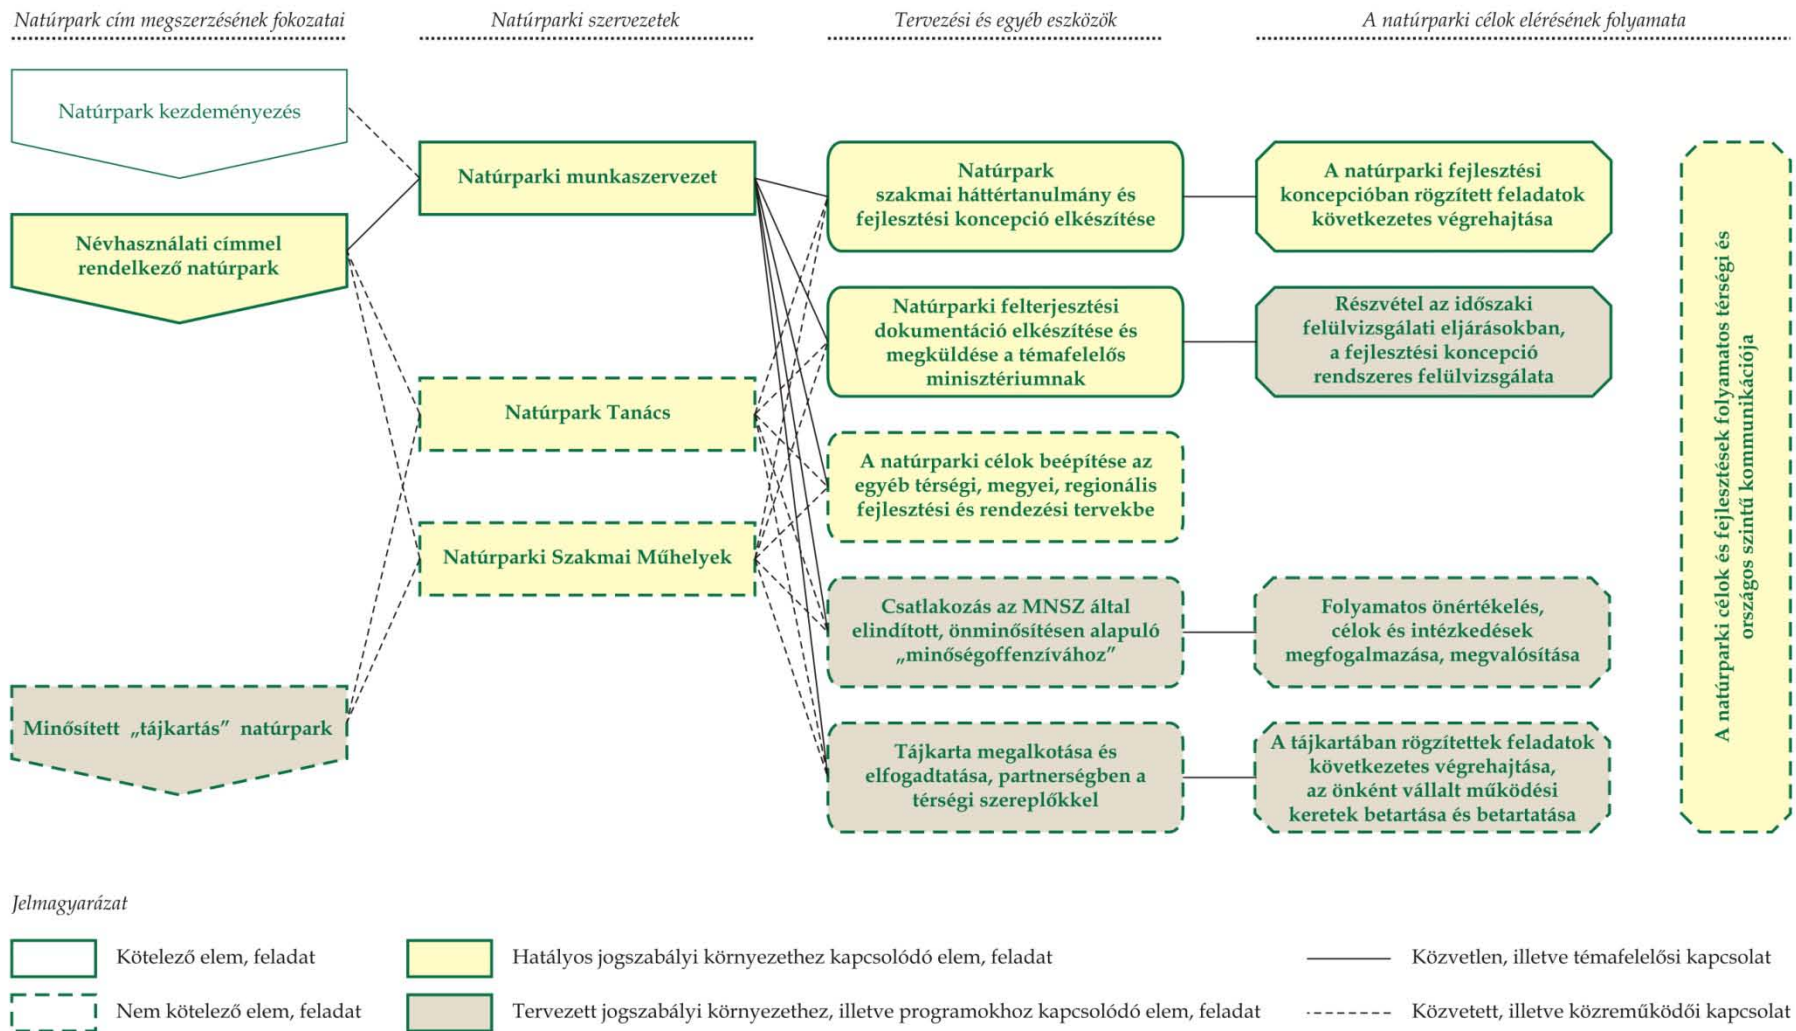 Natúrpark cím megszerzésének fokozatai
Natúrparki szervezetek
Tervezési és egyéb eszközök
A natúrparki célok elérésének folyamata
Natúrpark kezdeményezés
Névhasználati címmel
rendelkező natúrpark
Minősített „tájkartás” natúrpark
Natúrparki munkaszervezet
Natúrpark Tanács
Natúrparki Szakmai Műhelyek
Natúrpark
szakmai háttértanulmány és
fejlesztési koncepció elkészítése
Natúrparki felterjesztési
dokumentáció elkészítése és
megküldése a témafelelős
minisztériumnak
A natúrparki célok beépítése az
egyéb térségi, megyei, regionális
fejlesztési és rendezési tervekbe
Csatlakozás az MNSZ által
elindított, önminősítésen alapuló
„minőségoffenzívához”
Tájkarta megalkotása és
elfogadtatása, partnerségben a
térségi szereplőkkel
A natúrparki fejlesztési
koncepcióban rögzített feladatok
következetes végrehajtása
Részvétel az időszaki
felülvizsgálati eljárásokban,
a fejlesztési koncepció
rendszeres felülvizsgálata
Folyamatos önértékelés,
célok és intézkedések
megfogalmazása, megvalósítása
A tájkartában rögzítettek feladatok
következetes végrehajtása,
az önként vállalt működési
keretek betartása és betartatása
A natúrparki célok és fejlesztések folyamatos térségi és
országos szintű kommunikációja
Jelmagyarázat
Kötelező elem, feladat
Hatályos jogszabályi környezethez kapcsolódó elem, feladat
Közvetlen, illetve témafelelősi kapcsolat
Nem kötelező elem, feladat
Tervezett jogszabályi környezethez, illetve programokhoz kapcsolódó elem, feladat
Közvetett, illetve közreműködői kapcsolat